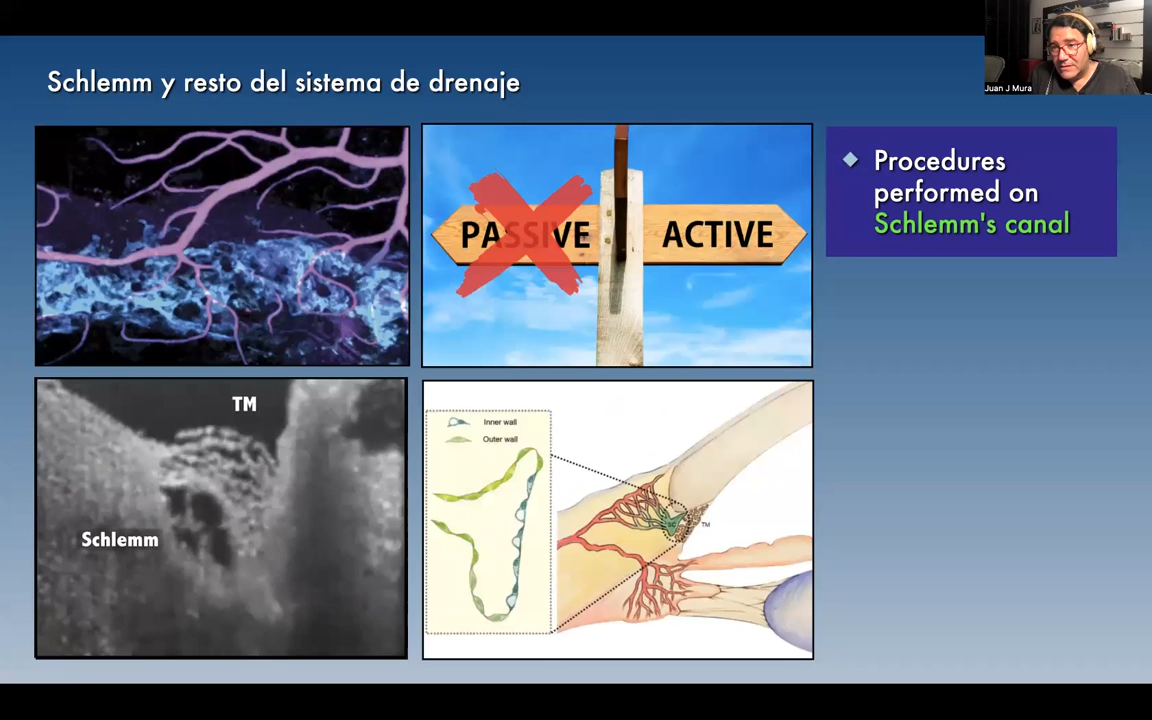 Juan J Mura
Schlemm y resto del sistema de drenaje
PASSIVE
ACTIVE
Procedures
performed on
Schlemm's canal
TM
Schlemm
Inner wall
Outer wall
TM